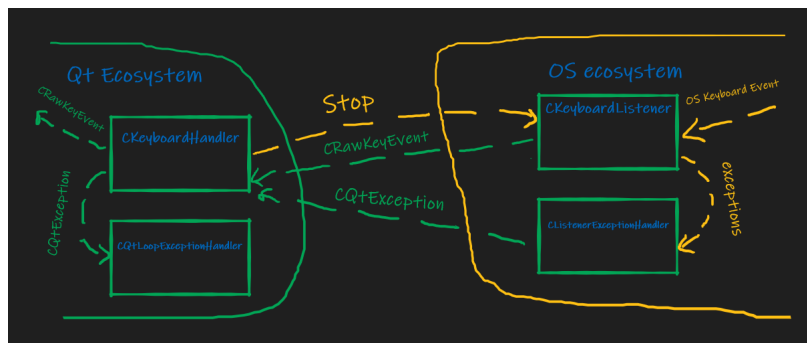 Qt Ecosystem
OS ecosystem
CRawKeyEvent
CKeyboardHandler
Stop
CKeyboardListener
OS Keyboard Event
CRawKeyEvent
exceptions
CQtException
CQtException
CQtLoopExceptionHandler
CListenerExceptionHandler